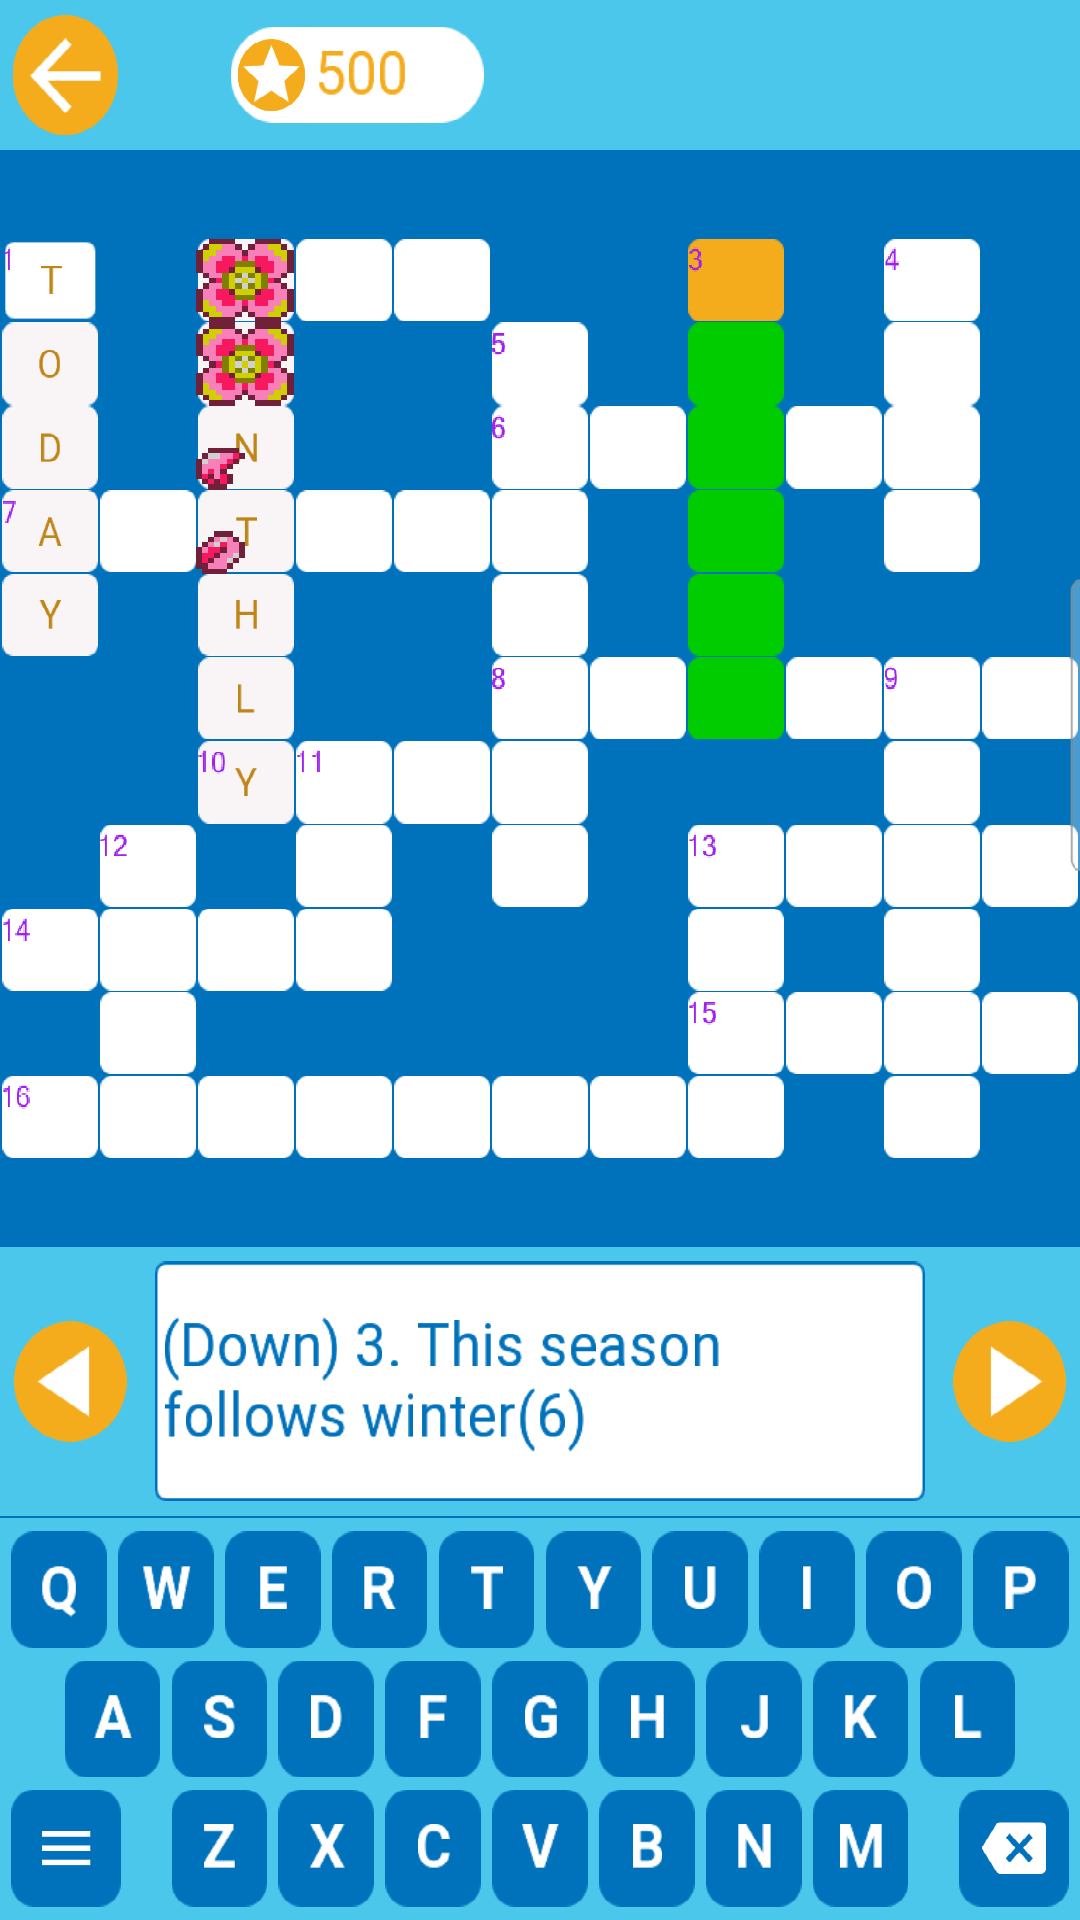 500
1 T 3 4
O 5
D N 6
7 A T
Y H
L 8 9
10 Y 11
12 13
14
15
16
(Down) 3. This season
follows winter(6)
Q W E R T Y U I O P
A S D F G H J K L
Z X C V B N M